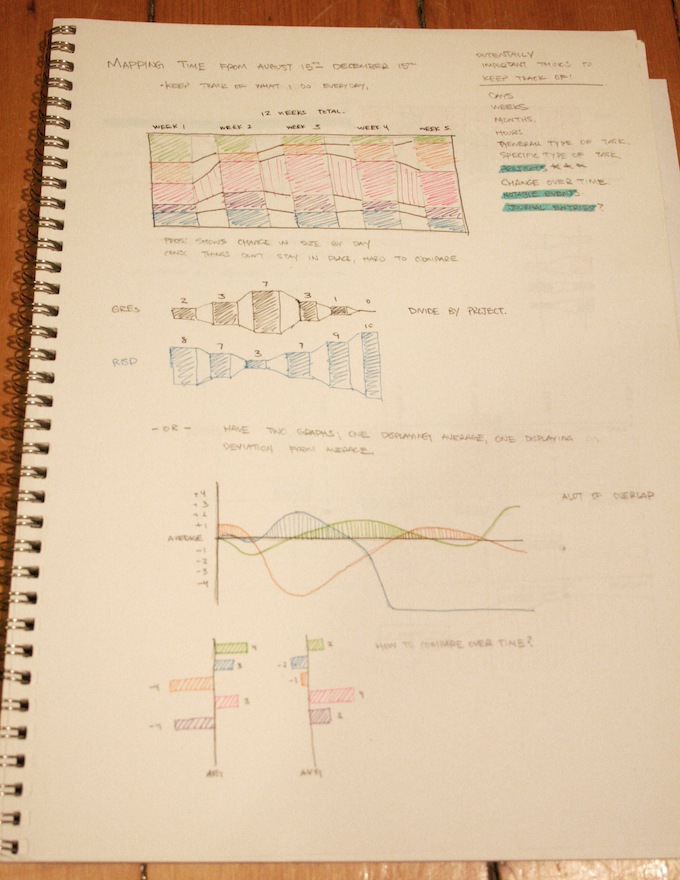 MAPPING TIME FROM AUGUST 15TH DECEMBER 15TH
• KEEP TRACK OF WHAT I DO EVERYDAY.
POTENTIALLY
IMPORTANT THINGS TO
KEEP TRACK OF!
DAYS
WEEKS
MONTHS.
HOURS
GENERAL TYPE OF TASK
SPECIFIC TYPE OF TASK
PROJECT ***
CHANGE OVER TIME
NOTABLE EVENTS
JOURNAL ENTRIES?
12 WEEKS TOTAL.
WEEK 1 WEEK 2 WEEK 3 WEEK 4 WEEK 5
PROS: SHOWS CHANGE IN SIZE BY DAY
CONS: THINGS DON'T STAY IN PLACE, HARD TO COMPARE
2 3 7 3 1 0
DIVIDE BY PROJECT.
8 7 3 7 9 10
RISD
- OR - MAKE TWO GRAPHS; ONE DISPLAYING AVERAGE, ONE DISPLAYING
DEVIATION FROM AVERAGE.
+4
+3
+2
+1
AVERAGE
-1
-2
-3
-4
ALOT OF OVERLAP
HOW TO COMPARE OVER TIME?
4
3
-4
3
-4
2
-2
-1
4
2